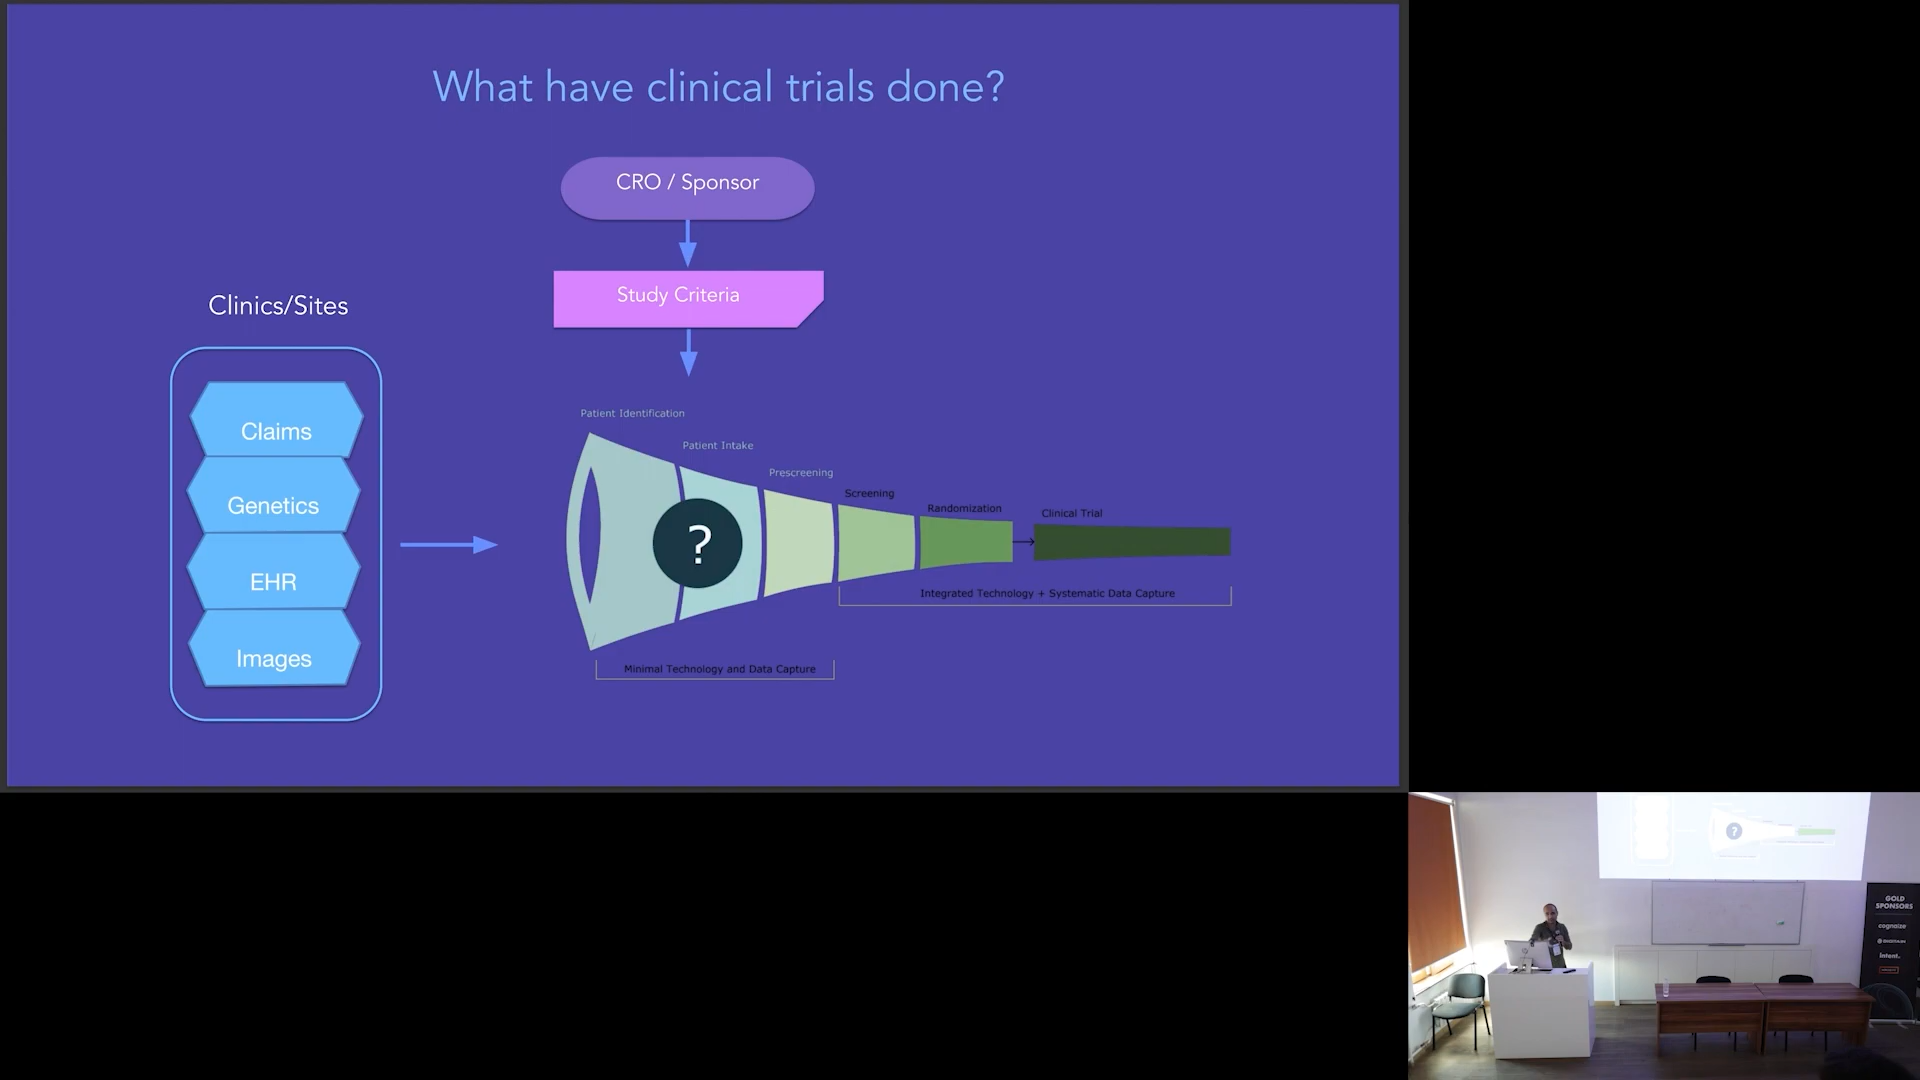 What have clinical trials done?
CRO / Sponsor
Study Criteria
Clinics/Sites
Claims
Genetics
EHR
Images
Patient Identification
Patient Intake
Prescreening
Screening
Randomization
Clinical Trial
?
Integrated Technology + Systematic Data Capture
Minimal Technology and Data Capture
?
GOLD
SPONSORS
cognaize
intent.